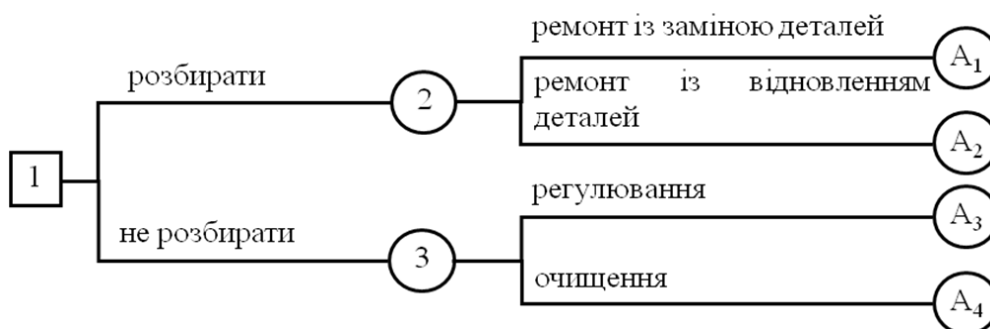 ремонт із заміною деталей
A1
розбирати
2
ремонт із відновленням
деталей
A2
1
регулювання
A3
не розбирати
3
очищення
A4